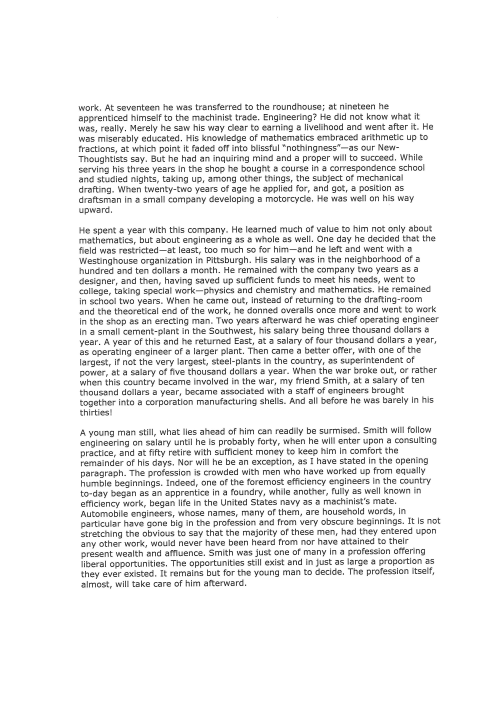 work. At seventeen he was transferred to the roundhouse; at nineteen he
apprenticed himself to the machinist trade. Engineering? He did not know what it
was, really. Merely he saw his way clear to earning a livelihood and went after it. He
was miserably educated. His knowledge of mathematics embraced arithmetic up to
fractions, at which point it faded off into blissful "nothingness"—as our New-
Thoughtists say. But he had an inquiring mind and a proper will to succeed. While
serving his three years in the shop he bought a course in a correspondence school
and studied nights, taking up, among other things, the subject of mechanical
drafting. When twenty-two years of age he applied for, and got, a position as
draftsman in a small company developing a motorcycle. He was well on his way
upward.

He spent a year with this company. He learned much of value to him not only about
mathematics, but about engineering as a whole as well. One day he decided that the
field was restricted—at least, too much so for him—and he left and went with a
Westinghouse organization in Pittsburgh. His salary was in the neighborhood of a
hundred and ten dollars a month. He remained with the company two years as a
designer, and then, having saved up sufficient funds to meet his needs, went to
college, taking special work—physics and chemistry and mathematics. He remained
in school two years. When he came out, instead of returning to the drafting-room
and the theoretical end of the work, he donned overalls once more and went to work
in the shop as an erecting man. Two years afterward he was chief operating engineer
in a small cement-plant in the Southwest, his salary being three thousand dollars a
year. A year of this and he returned East, at a salary of four thousand dollars a year,
as operating engineer of a larger plant. Then came a better offer, with one of the
largest, if not the very largest, steel-plants in the country, as superintendent of
power, at a salary of five thousand dollars a year. When the war broke out, or rather
when this country became involved in the war, my friend Smith, at a salary of ten
thousand dollars a year, became associated with a staff of engineers brought
together into a corporation manufacturing shells. And all before he was barely in his
thirties!

A young man still, what lies ahead of him can readily be surmised. Smith will follow
engineering on salary until he is probably forty, when he will enter upon a consulting
practice, and at fifty retire with sufficient money to keep him in comfort the
remainder of his days. Nor will he be an exception, as I have stated in the opening
paragraph. The profession is crowded with men who have worked up from equally
humble beginnings. Indeed, one of the foremost efficiency engineers in the country
to-day began as an apprentice in a foundry, while another, fully as well known in
efficiency work, began life in the United States navy as a machinist's mate.
Automobile engineers, whose names, many of them, are household words, in
particular have gone big in the profession and from very obscure beginnings. It is not
stretching the obvious to say that the majority of these men, had they entered upon
any other work, would never have been heard from nor have attained to their
present wealth and affluence. Smith was just one of many in a profession offering
liberal opportunities. The opportunities still exist and in just as large a proportion as
they ever existed. It remains but for the young man to decide. The profession itself,
almost, will take care of him afterward.